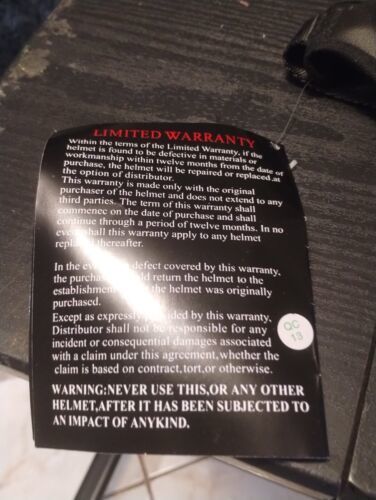 LIMITED WARRANTY
Within the terms of the Limited Warranty, if the
helmet is found to be defective in materials or
workmanship within twelve months from the date of
purchase, the helmet will be repaired or replaced at
the option of distributor.
This warranty is made only with the original
purchaser of the helmet and does not extend to any
third parties. The term of this warranty shall
commence on the date of purchase and shall
continue through a period of twelve months. In no
shall this warranty apply to any helmet
thereafter.
In the defect covered by this warranty,
the return the helmet to the
establishment the helmet was originally
purchased.
Except as by this warranty,
Distributor shall not be responsible for any
incident or consequential damages associated
with a claim under this agreement,whether the
claim is based on contract,tort,or otherwise.
WARNING:NEVER USE THIS,OR ANY OTHER
HELMET,AFTER IT HAS BEEN SUBJECTED TO
AN IMPACT OF ANYKIND.
QC
13